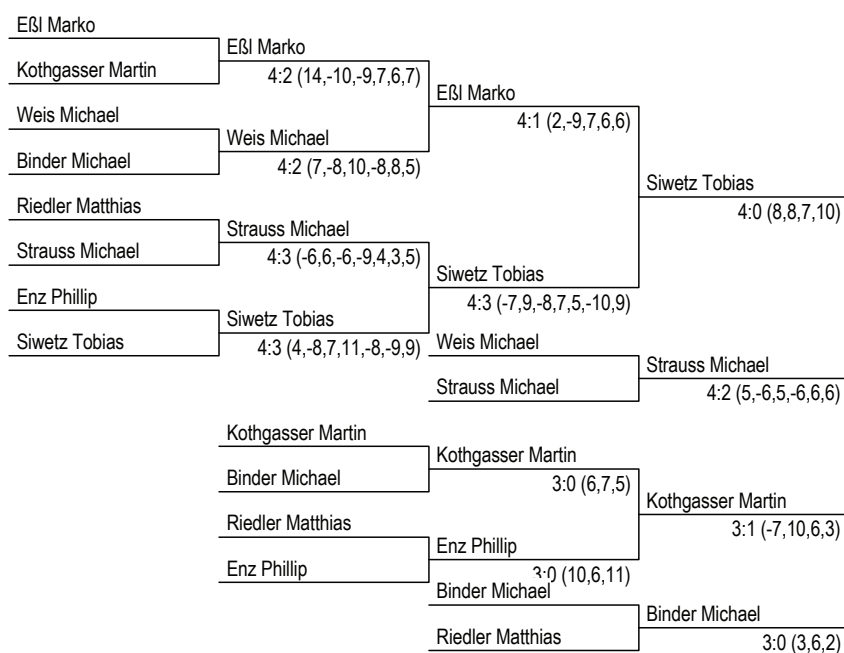 Eßl Marko
Eßl Marko
Kothgasser Martin
4:2 (14,-10,-9,7,6,7)
Eßl Marko
Weis Michael
4:1 (2,-9,7,6,6)
Weis Michael
Binder Michael
4:2 (7,-8,10,-8,8,5)
Siwetz Tobias
Riedler Matthias
4:0 (8,8,7,10)
Strauss Michael
Strauss Michael
4:3 (-6,6,-6,-9,4,3,5)
Siwetz Tobias
Enz Phillip
4:3 (-7,9,-8,7,5,-10,9)
Siwetz Tobias
Siwetz Tobias
4:3 (4,-8,7,11,-8,-9,9)
Weis Michael
Strauss Michael
Strauss Michael
4:2 (5,-6,5,-6,6,6)
Kothgasser Martin
Kothgasser Martin
Binder Michael
3:0 (6,7,5)
Kothgasser Martin
Riedler Matthias
3:1 (-7,10,6,3)
Enz Phillip
Enz Phillip
3:0 (10,6,11)
Binder Michael
Binder Michael
Riedler Matthias
3:0 (3,6,2)